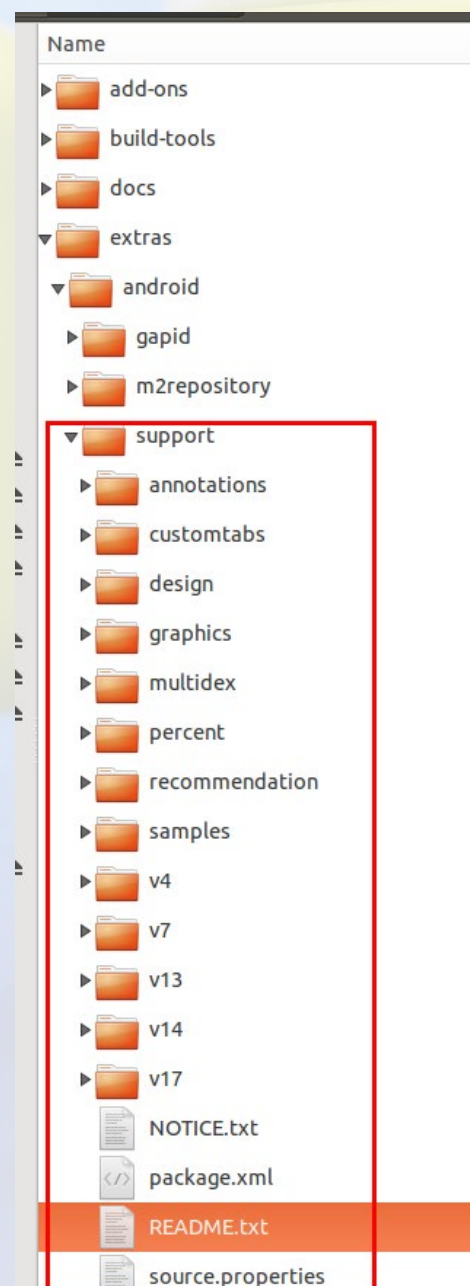 Name
add-ons
build-tools
docs
extras
android
gapid
m2repository
support
annotations
customtabs
design
graphics
multidex
percent
recommendation
samples
v4
v7
v13
v14
v17
NOTICE.txt
package.xml
README.txt
source.properties